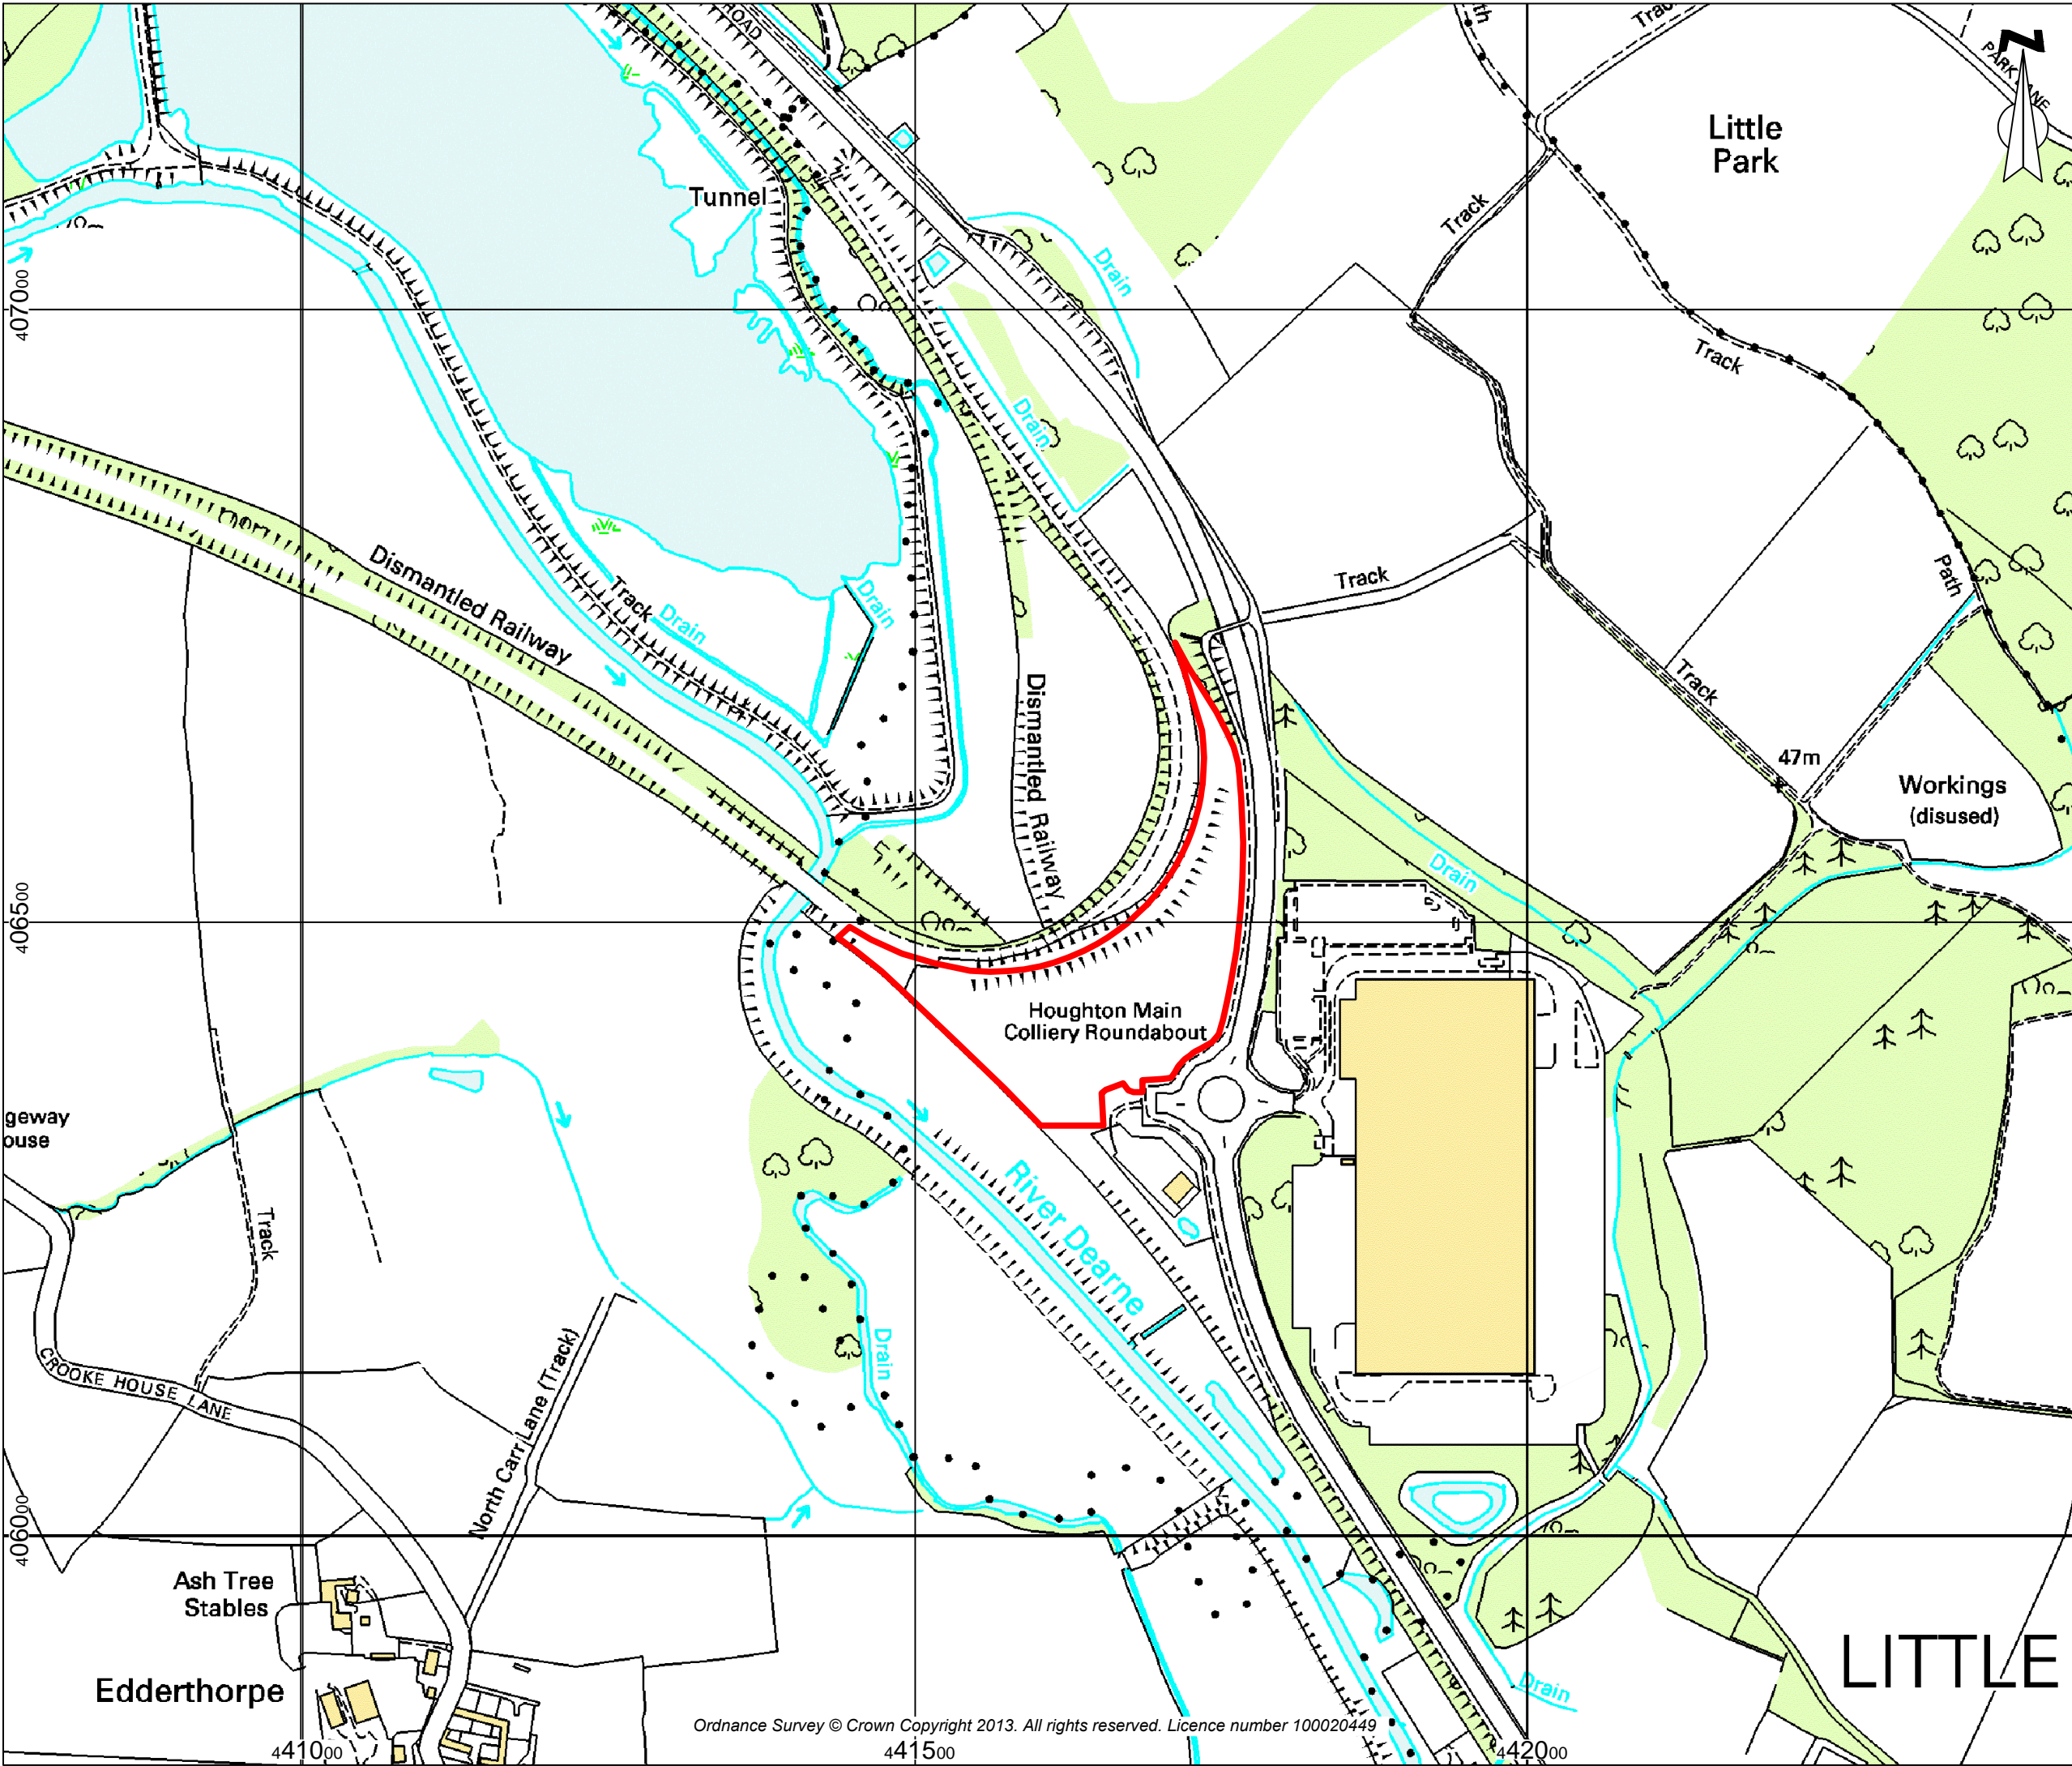 ROAD
Track
PARK LANE
N
Little
Park
Tunnel
Track
Drain
407000
Track
Drain
Dismantled Railway
Track
Drain
Drain
Track
Path
Dismantled Railway
Track
47m
Workings
(disused)
Drain
406500
Houghton Main
Colliery Roundabout
geway
ouse
Track
River Dearne
Drain
CROOKE HOUSE LANE
North Carr Lane (Track)
406000
Ash Tree
Stables
Edderthorpe
LITTLE
Drain
Ordnance Survey © Crown Copyright 2013. All rights reserved. Licence number 100020449
441000
441500
442000